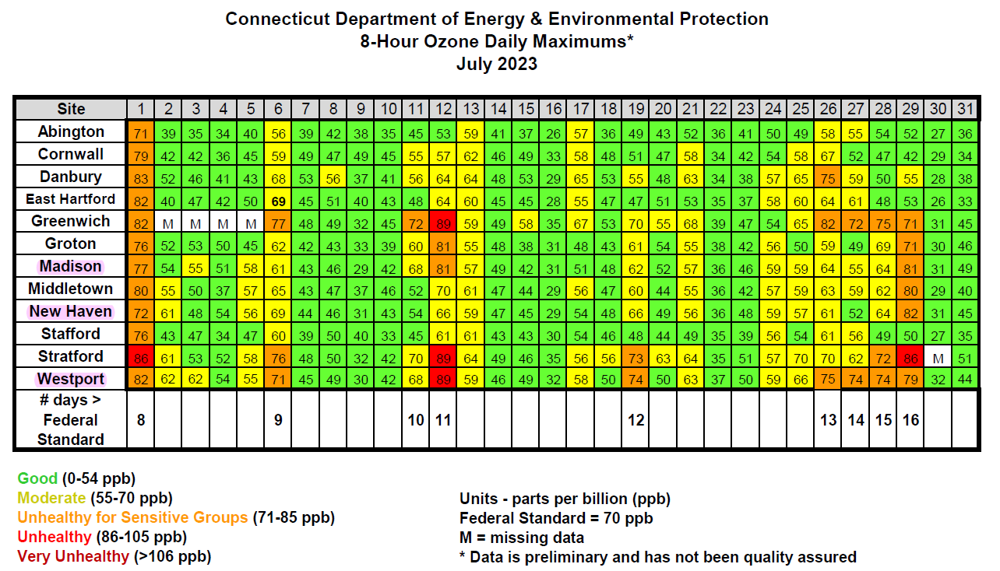 Connecticut Department of Energy & Environmental Protection
8-Hour Ozone Daily Maximums*
July 2023
Site 1 2 3 4 5 6 7 8 9 10 11 12 13 14 15 16 17 18 19 20 21 22 23 24 25 26 27 28 29 30 31
Abington 71 39 35 34 40 56 39 42 38 35 45 53 59 41 37 26 57 36 49 43 52 36 41 50 49 58 55 54 52 27 36
Cornwall 79 42 42 36 45 59 49 47 49 45 55 57 62 46 49 33 58 48 51 47 58 34 42 54 58 67 52 47 42 29 34
Danbury 83 52 46 41 43 68 53 56 37 41 56 64 64 48 53 29 65 53 55 48 63 34 38 57 65 75 59 50 55 28 38
East Hartford 82 40 47 42 50 69 45 51 40 43 48 64 60 45 45 28 55 47 47 51 53 35 37 58 60 64 61 48 53 26 33
Greenwich 82 M M M M 77 48 49 32 45 72 89 59 49 58 35 67 53 70 55 68 39 47 54 65 82 72 75 71 31 45
Groton 76 52 53 50 45 62 42 43 33 39 60 81 55 48 38 31 48 43 61 54 55 38 42 56 50 59 49 69 71 30 46
Madison 77 54 55 51 58 61 43 46 29 42 68 81 57 49 42 31 51 48 62 52 57 36 46 59 59 64 55 64 81 31 49
Middletown 80 55 50 37 57 65 43 47 37 46 52 70 61 47 44 29 56 47 60 44 55 36 42 57 59 63 59 62 80 29 40
New Haven 72 61 48 54 56 69 44 46 31 43 54 66 59 47 45 29 54 48 66 49 56 36 48 59 57 61 52 64 82 31 45
Stafford 76 43 47 34 47 60 39 50 40 33 45 61 61 43 43 30 54 46 48 44 49 35 39 56 54 61 56 49 50 27 35
Stratford 86 61 53 52 58 76 48 50 32 42 70 89 64 49 46 35 56 56 73 63 64 35 51 57 70 70 62 72 86 M 51
Westport 82 62 62 54 55 71 45 49 30 42 68 89 59 46 49 32 58 50 74 50 63 37 50 59 66 75 74 74 79 32 44
# days >
Federal 8 9 10 11 12 13 14 15 16
Standard
Good (0-54 ppb)
Moderate (55-70 ppb)
Unhealthy for Sensitive Groups (71-85 ppb)
Unhealthy (86-105 ppb)
Very Unhealthy (>106 ppb)
Units - parts per billion (ppb)
Federal Standard = 70 ppb
M = missing data
* Data is preliminary and has not been quality assured